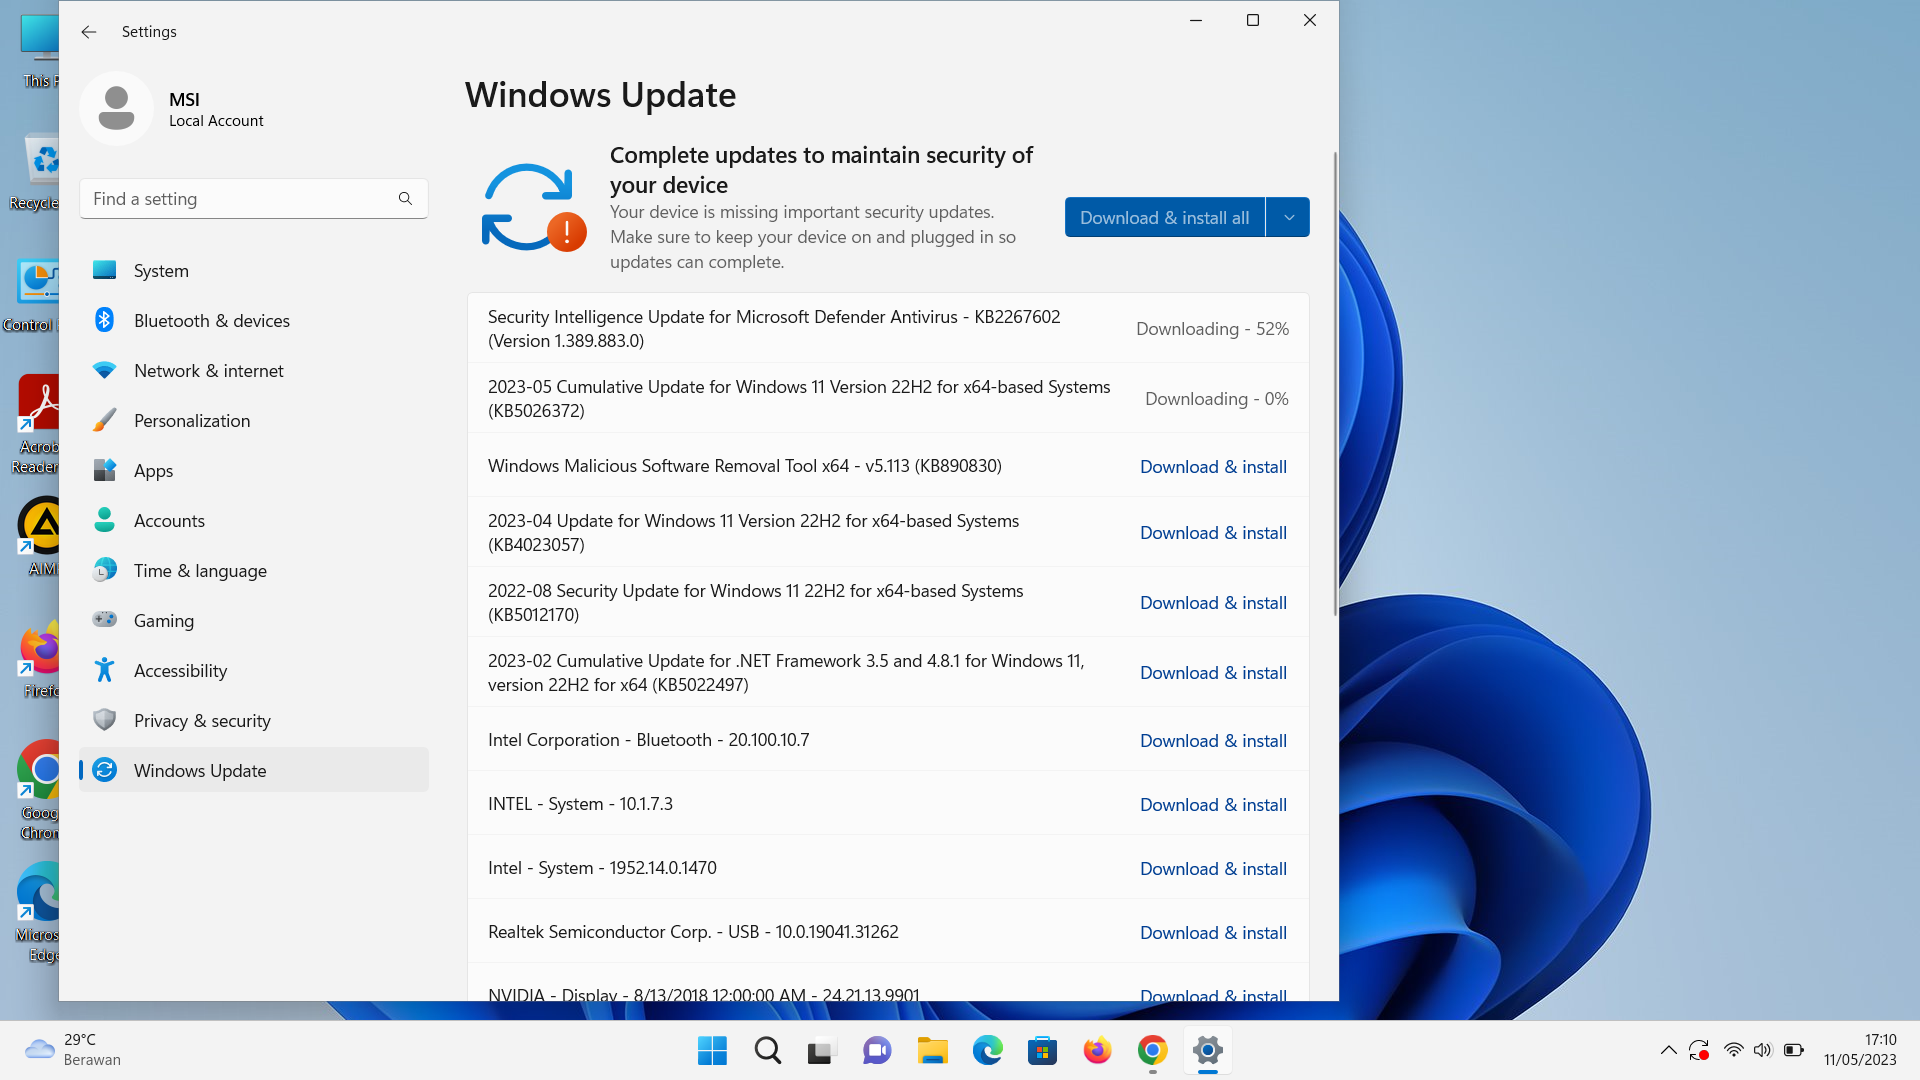 Settings
MSI
Local Account
Find a setting
System
Bluetooth & devices
Network & internet
Personalization
Apps
Accounts
Time & language
Gaming
Accessibility
Privacy & security
Windows Update
Windows Update
Complete updates to maintain security of
your device
Your device is missing important security updates.
Make sure to keep your device on and plugged in so
updates can complete.
Download & install all
Security Intelligence Update for Microsoft Defender Antivirus - KB2267602
(Version 1.389.883.0)
Downloading - 52%
2023-05 Cumulative Update for Windows 11 Version 22H2 for x64-based Systems
(KB5026372)
Downloading - 0%
Windows Malicious Software Removal Tool x64 - v5.113 (KB890830)
Download & install
2023-04 Update for Windows 11 Version 22H2 for x64-based Systems
(KB4023057)
Download & install
2022-08 Security Update for Windows 11 22H2 for x64-based Systems
(KB5012170)
Download & install
2023-02 Cumulative Update for .NET Framework 3.5 and 4.8.1 for Windows 11,
version 22H2 for x64 (KB5022497)
Download & install
Intel Corporation - Bluetooth - 20.100.10.7
Download & install
INTEL - System - 10.1.7.3
Download & install
Intel - System - 1952.14.0.1470
Download & install
Realtek Semiconductor Corp. - USB - 10.0.19041.31262
Download & install
NVIDIA - Display - 8/13/2018 12:00:00 AM - 24.21.13.9901
Download & install
This
Recycle
Control
Reader
Edge
29°C
Berawan
17:10
11/05/2023